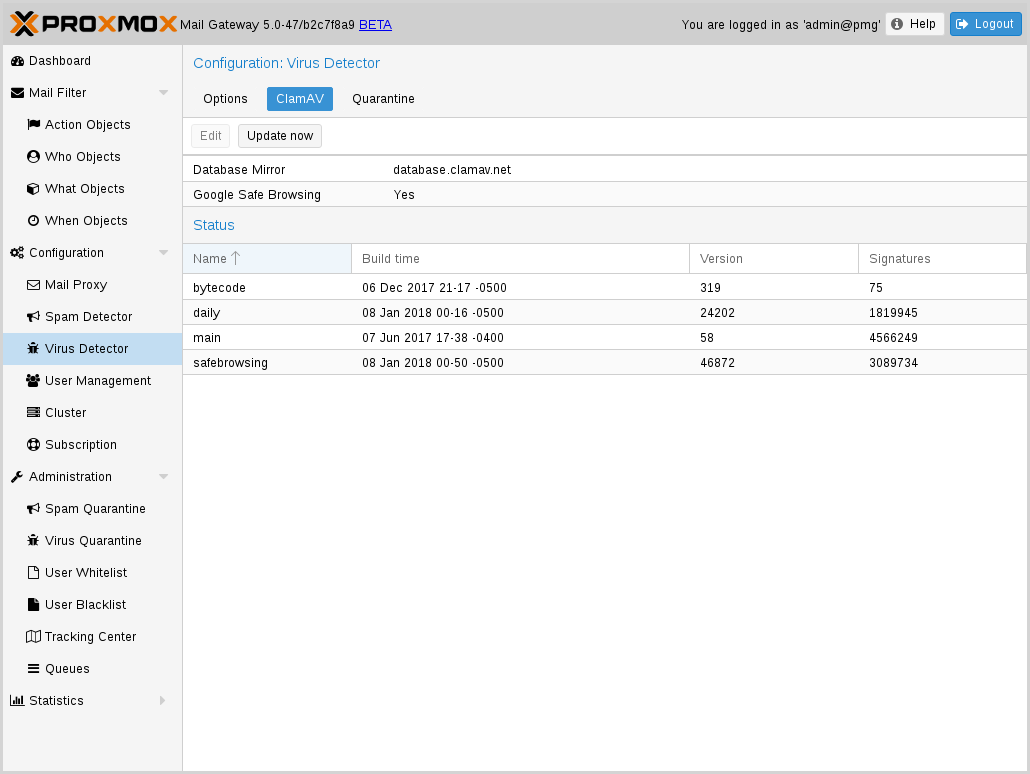 PROXMOX Mail Gateway 5.0-47/b2c7f8a9 BETA You are logged in as 'admin@pmg' Help Logout
Dashboard
Mail Filter
Action Objects
Who Objects
What Objects
When Objects
Configuration
Mail Proxy
Spam Detector
Virus Detector
User Management
Cluster
Subscription
Administration
Spam Quarantine
Virus Quarantine
User Whitelist
User Blacklist
Tracking Center
Queues
Statistics
Configuration: Virus Detector
Options ClamAV Quarantine
Edit Update now
Database Mirror database.clamav.net
Google Safe Browsing Yes
Status
Name Build time Version Signatures
bytecode 06 Dec 2017 21-17 -0500 319 75
daily 08 Jan 2018 00-16 -0500 24202 1819945
main 07 Jun 2017 17-38 -0400 58 4566249
safebrowsing 08 Jan 2018 00-50 -0500 46872 3089734